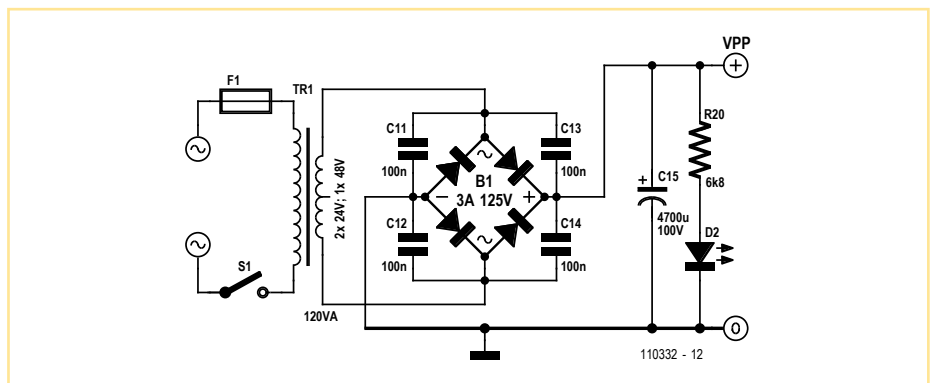 VPP
F1
TR1
R20
C11
C13
100n
100n
2x 24V; 1x 48V
B1
3A 125V
− +
C15
+
6k8
4700u
100V
C12
C14
100n
100n
D2
S1
120VA
0
110332 - 12